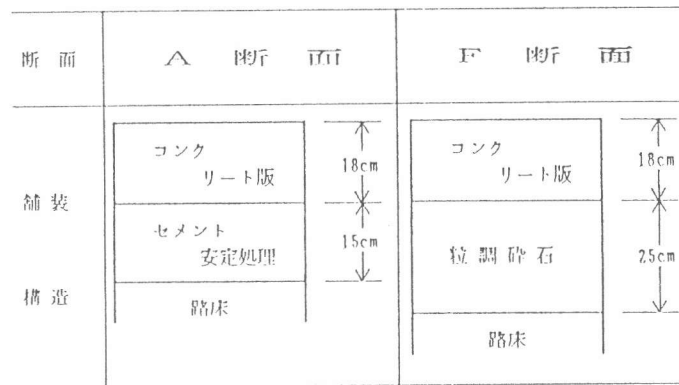 断面
A 断 面
F 断 面
舗装
構造
コンク
リート版
18cm
セメント
安定処理
15cm
路床
コンク
リート版
18cm
粒調砕石
25cm
路床